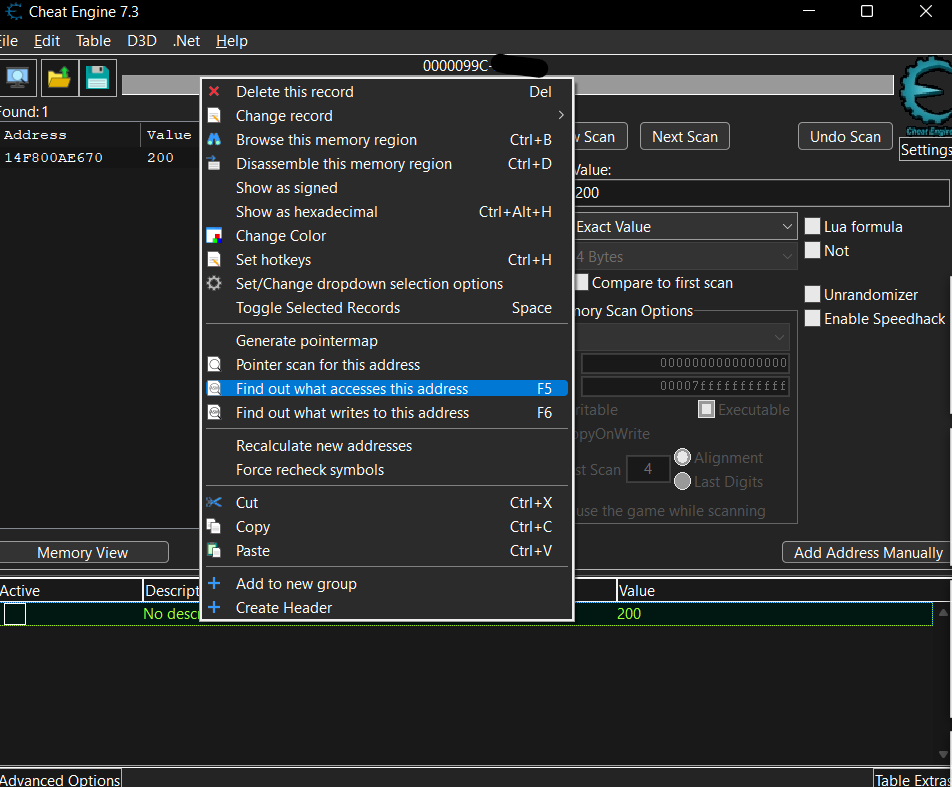 Cheat Engine 7.3
ile Edit Table D3D .Net Help
0000099C-
Found: 1
Address Value
14F800AE670 200
Delete this record Del
Change record
Browse this memory region Ctrl+B
Disassemble this memory region Ctrl+D
Show as signed
Show as hexadecimal Ctrl+Alt+H
Change Color
Set hotkeys Ctrl+H
Set/Change dropdown selection options
Toggle Selected Records Space
Generate pointermap
Pointer scan for this address
Find out what accesses this address F5
Find out what writes to this address F6
Recalculate new addresses
Force recheck symbols
Cut Ctrl+X
Copy Ctrl+C
Paste Ctrl+V
Add to new group
Create Header
w Scan Next Scan Undo Scan
Cheat Engine
Settings
Value:
200
Exact Value
Lua formula
4 Bytes
Not
Compare to first scan
Unrandomizer
Enable Speedhack
mory Scan Options
0000000000000000
00007fffffffffff
ritable Executable
opyOnWrite
st Scan 4 Alignment
Last Digits
use the game while scanning
Memory View Add Address Manually
Active Descript Value
No desc 200
Advanced Options Table Extras